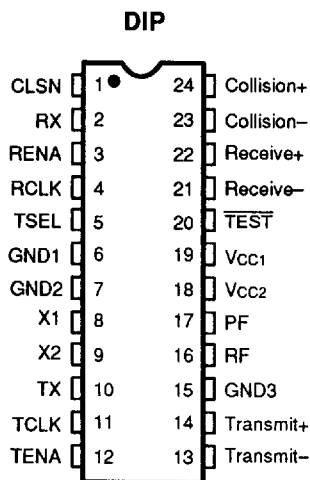 DIP
CLSN 1 24 Collision+
RX 2 23 Collision–
RENA 3 22 Receive+
RCLK 4 21 Receive–
TSEL 5 20 TEST
GND1 6 19 VCC1
GND2 7 18 VCC2
X1 8 17 PF
X2 9 16 RF
TX 10 15 GND3
TCLK 11 14 Transmit+
TENA 12 13 Transmit–